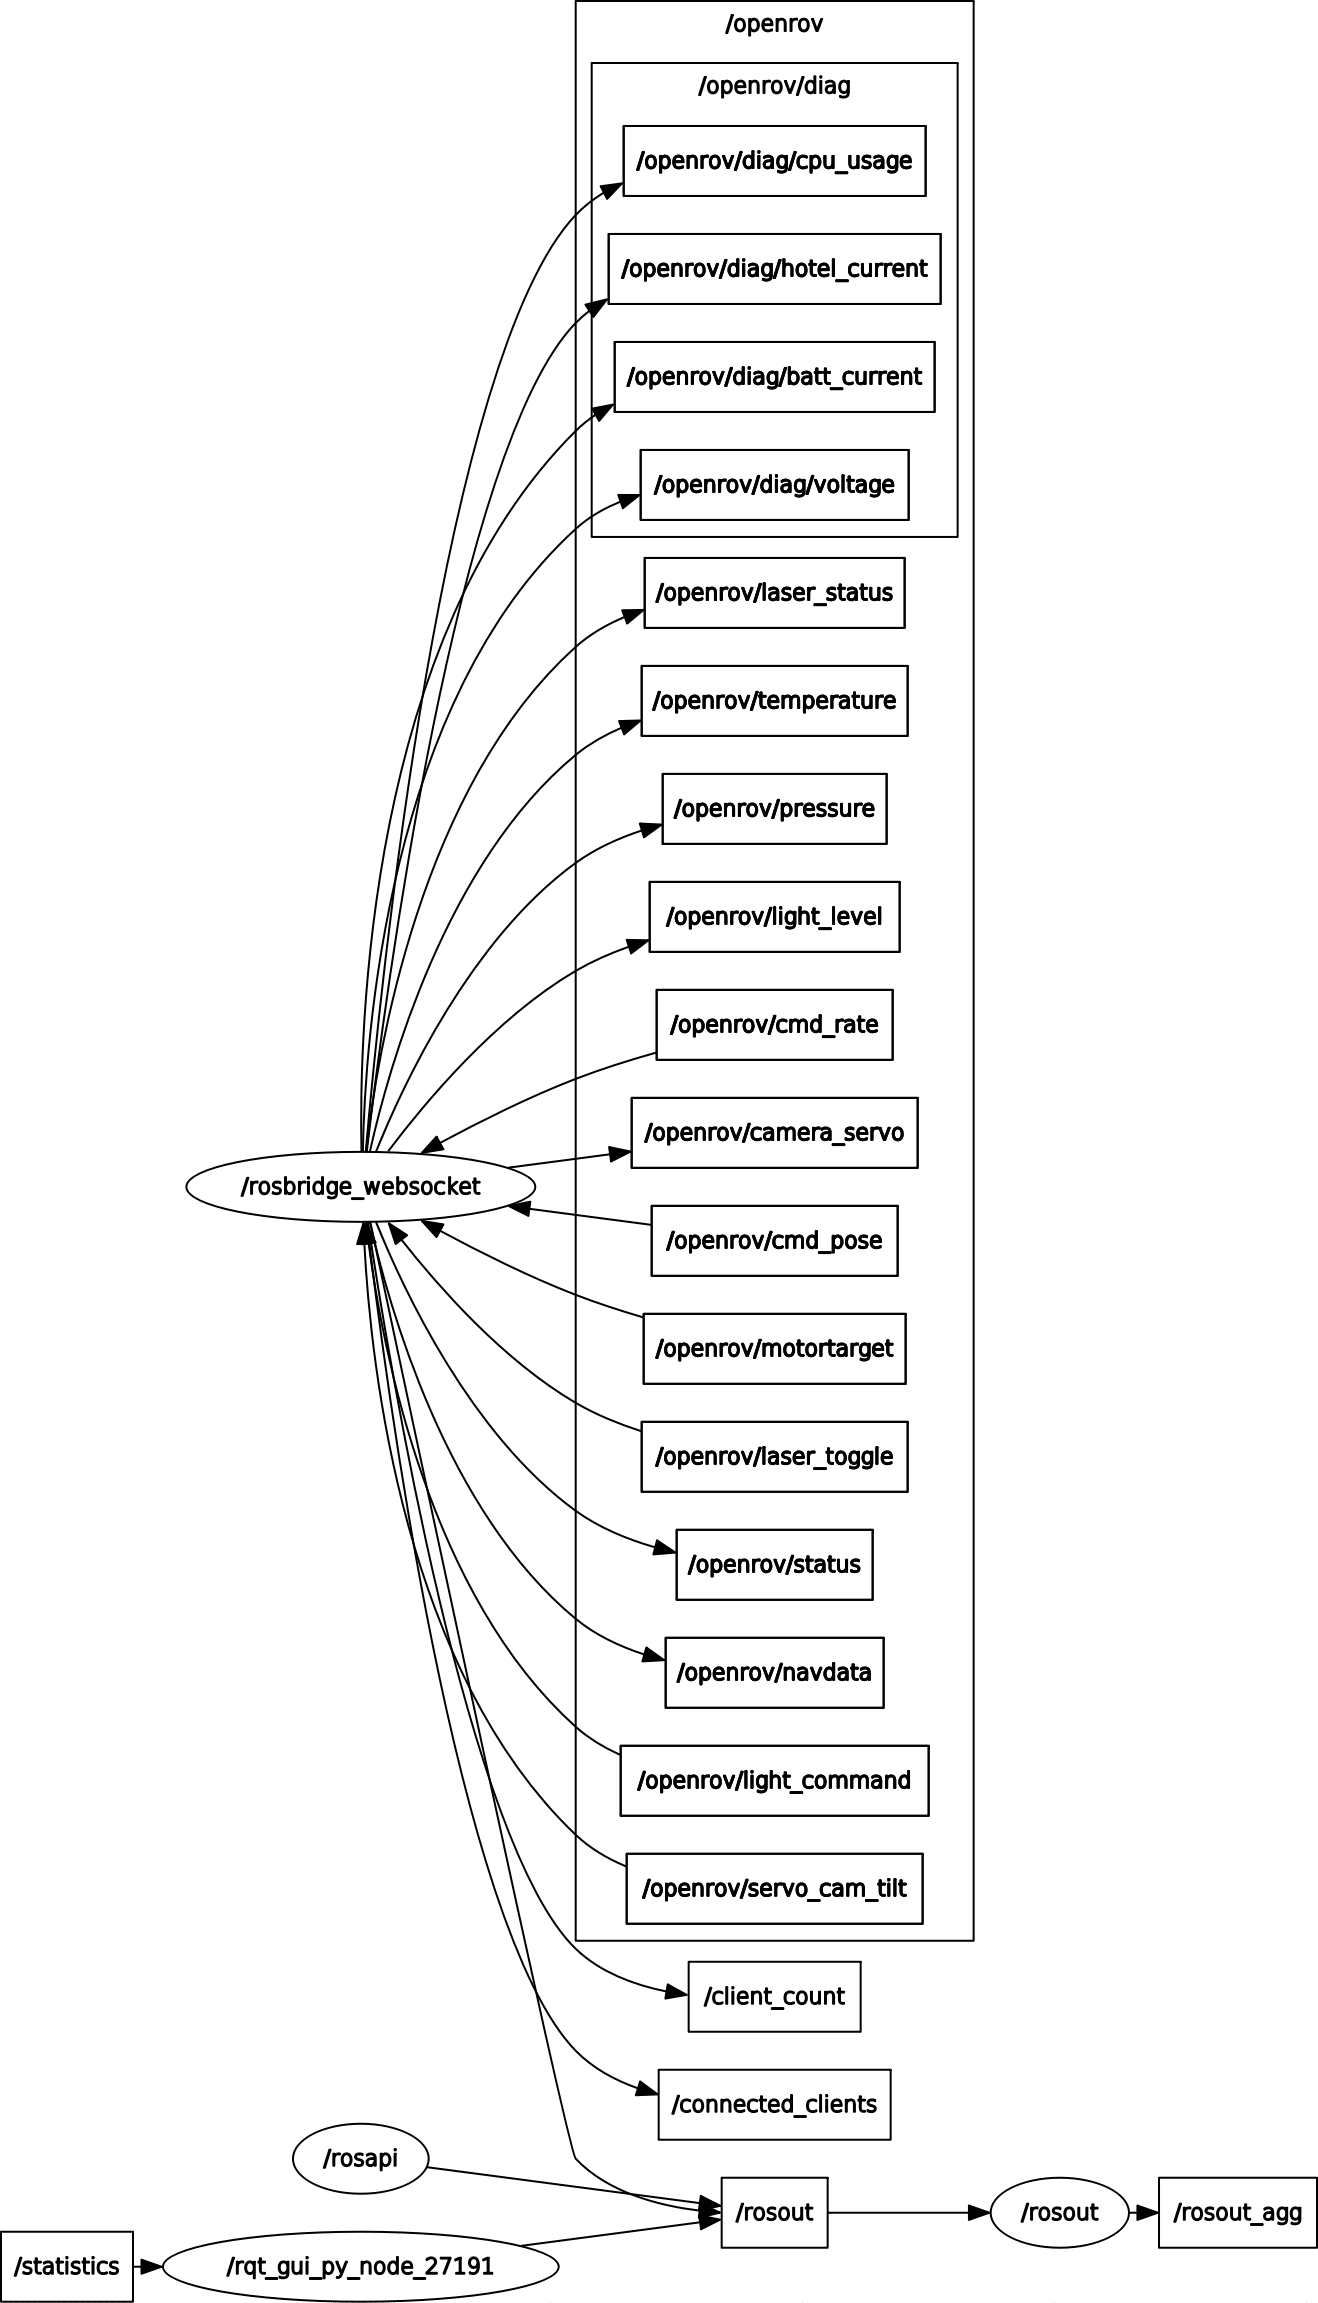 /openrov
/openrov/diag
/openrov/diag/cpu_usage
/openrov/diag/hotel_current
/openrov/diag/batt_current
/openrov/diag/voltage
/openrov/laser_status
/openrov/temperature
/openrov/pressure
/openrov/light_level
/openrov/cmd_rate
/openrov/camera_servo
/rosbridge_websocket
/openrov/cmd_pose
/openrov/motortarget
/openrov/laser_toggle
/openrov/status
/openrov/navdata
/openrov/light_command
/openrov/servo_cam_tilt
/client_count
/connected_clients
/rosapi
/rosout
/rosout
/rosout_agg
/statistics
/rqt_gui_py_node_27191